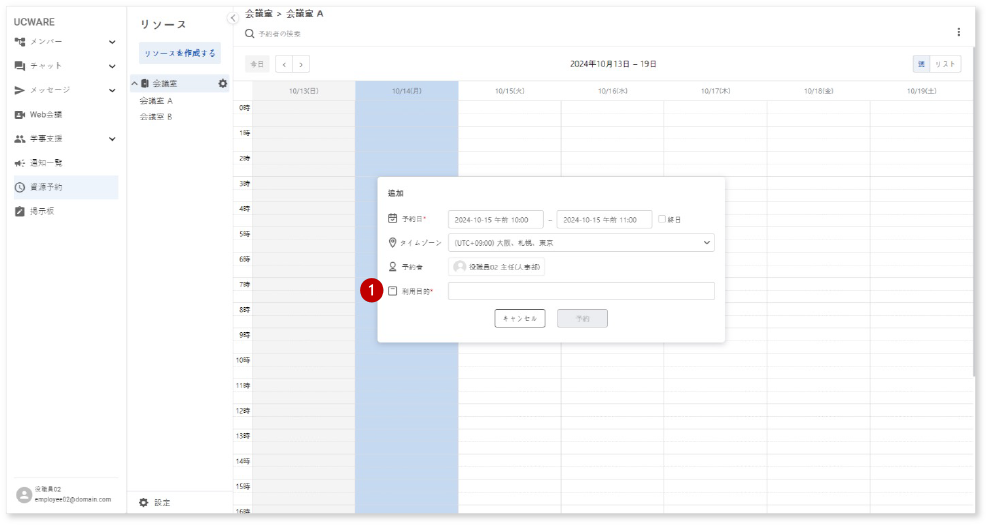 UCWARE
メンバー
チャット
メッセージ
Web会議
学事支援
通知一覧
資源予約
掲示板
役職員02
employee02@domain.com
リソース
リソースを作成する
会議室
会議室 A
会議室 B
設定
会議室 > 会議室 A
予約者の検索
今日
2024年10月13日 – 19日
週 リスト
10/13(日) 10/14(月) 10/15(火) 10/16(水) 10/17(木) 10/18(金) 10/19(土)
0時
1時
2時
3時
4時
5時
6時
7時
8時
9時
10時
11時
12時
13時
14時
15時
16時
追加
予約日* 2024-10-15 午前 10:00 – 2024-10-15 午前 11:00 終日
タイムゾーン (UTC+09:00) 大阪、札幌、東京
予約者 役職員02 主任(人事部)
1 利用目的*
キャンセル 予約